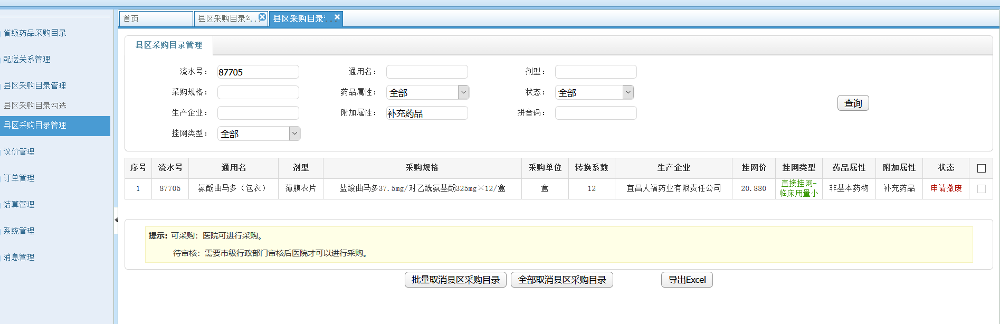 首页
县区采购目录勾...
县区采购目录管...
省级药品采购目录
配送关系管理
县区采购目录管理
县区采购目录勾选
县区采购目录管理
议价管理
订单管理
结算管理
系统管理
消息管理
县区采购目录管理
流水号： 87705 通用名： 剂型：
采购规格： 药品属性： 全部 状态： 全部
查询
生产企业： 附加属性： 补充药品 拼音码：
挂网类型： 全部
序号 流水号 通用名 剂型 采购规格 采购单位 转换系数 生产企业 挂网价 挂网类型 药品属性 附加属性 状态
1 87705 氨酚曲马多（包衣） 薄膜衣片 盐酸曲马多37.5mg/对乙酰氨基酚325mg×12/盒 盒 12 宜昌人福药业有限责任公司 20.880 直接挂网-
临床用量小 非基本药物 补充药品 申请撤废
提示: 可采购：医院可进行采购。
待审核：需要市级行政部门审核后医院才可以进行采购。
批量取消县区采购目录 全部取消县区采购目录 导出Excel